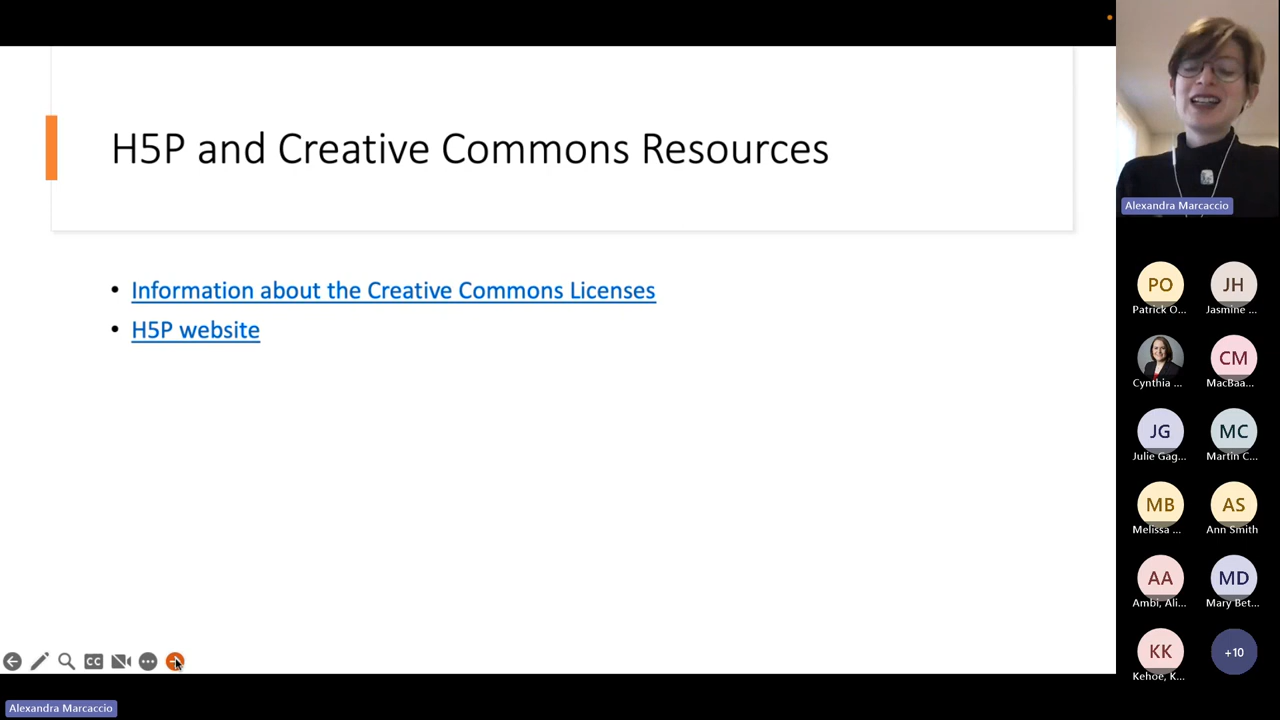 H5P and Creative Commons Resources
• Information about the Creative Commons Licenses
• H5P website
CC
Alexandra Marcaccio
Alexandra Marcaccio
PO
JH
Patrick O...
Jasmine ...
CM
Cynthia ...
MacBaa...
JG
MC
Julie Gag...
Martin C...
MB
AS
Melissa ...
Ann Smith
AA
MD
Ambi, Ali...
Mary Bet...
KK
+10
Kehoe, K...